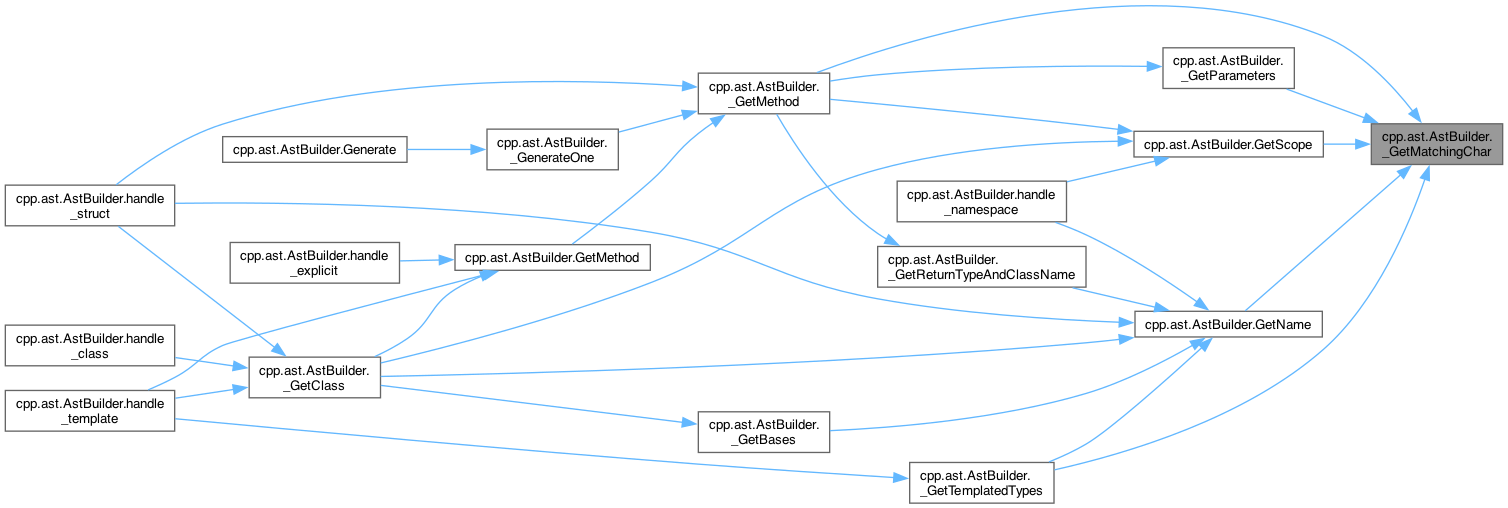 cpp.ast.AstBuilder.
_GetMatchingChar
cpp.ast.AstBuilder.
_GetParameters
cpp.ast.AstBuilder.
_GetMethod
cpp.ast.AstBuilder.GetScope
cpp.ast.AstBuilder.Generate
cpp.ast.AstBuilder.
_GenerateOne
cpp.ast.AstBuilder.handle
_struct
cpp.ast.AstBuilder.handle
_namespace
cpp.ast.AstBuilder.handle
_explicit
cpp.ast.AstBuilder.GetMethod
cpp.ast.AstBuilder.
_GetReturnTypeAndClassName
cpp.ast.AstBuilder.GetName
cpp.ast.AstBuilder.handle
_class
cpp.ast.AstBuilder.
_GetClass
cpp.ast.AstBuilder.handle
_template
cpp.ast.AstBuilder.
_GetBases
cpp.ast.AstBuilder.
_GetTemplatedTypes